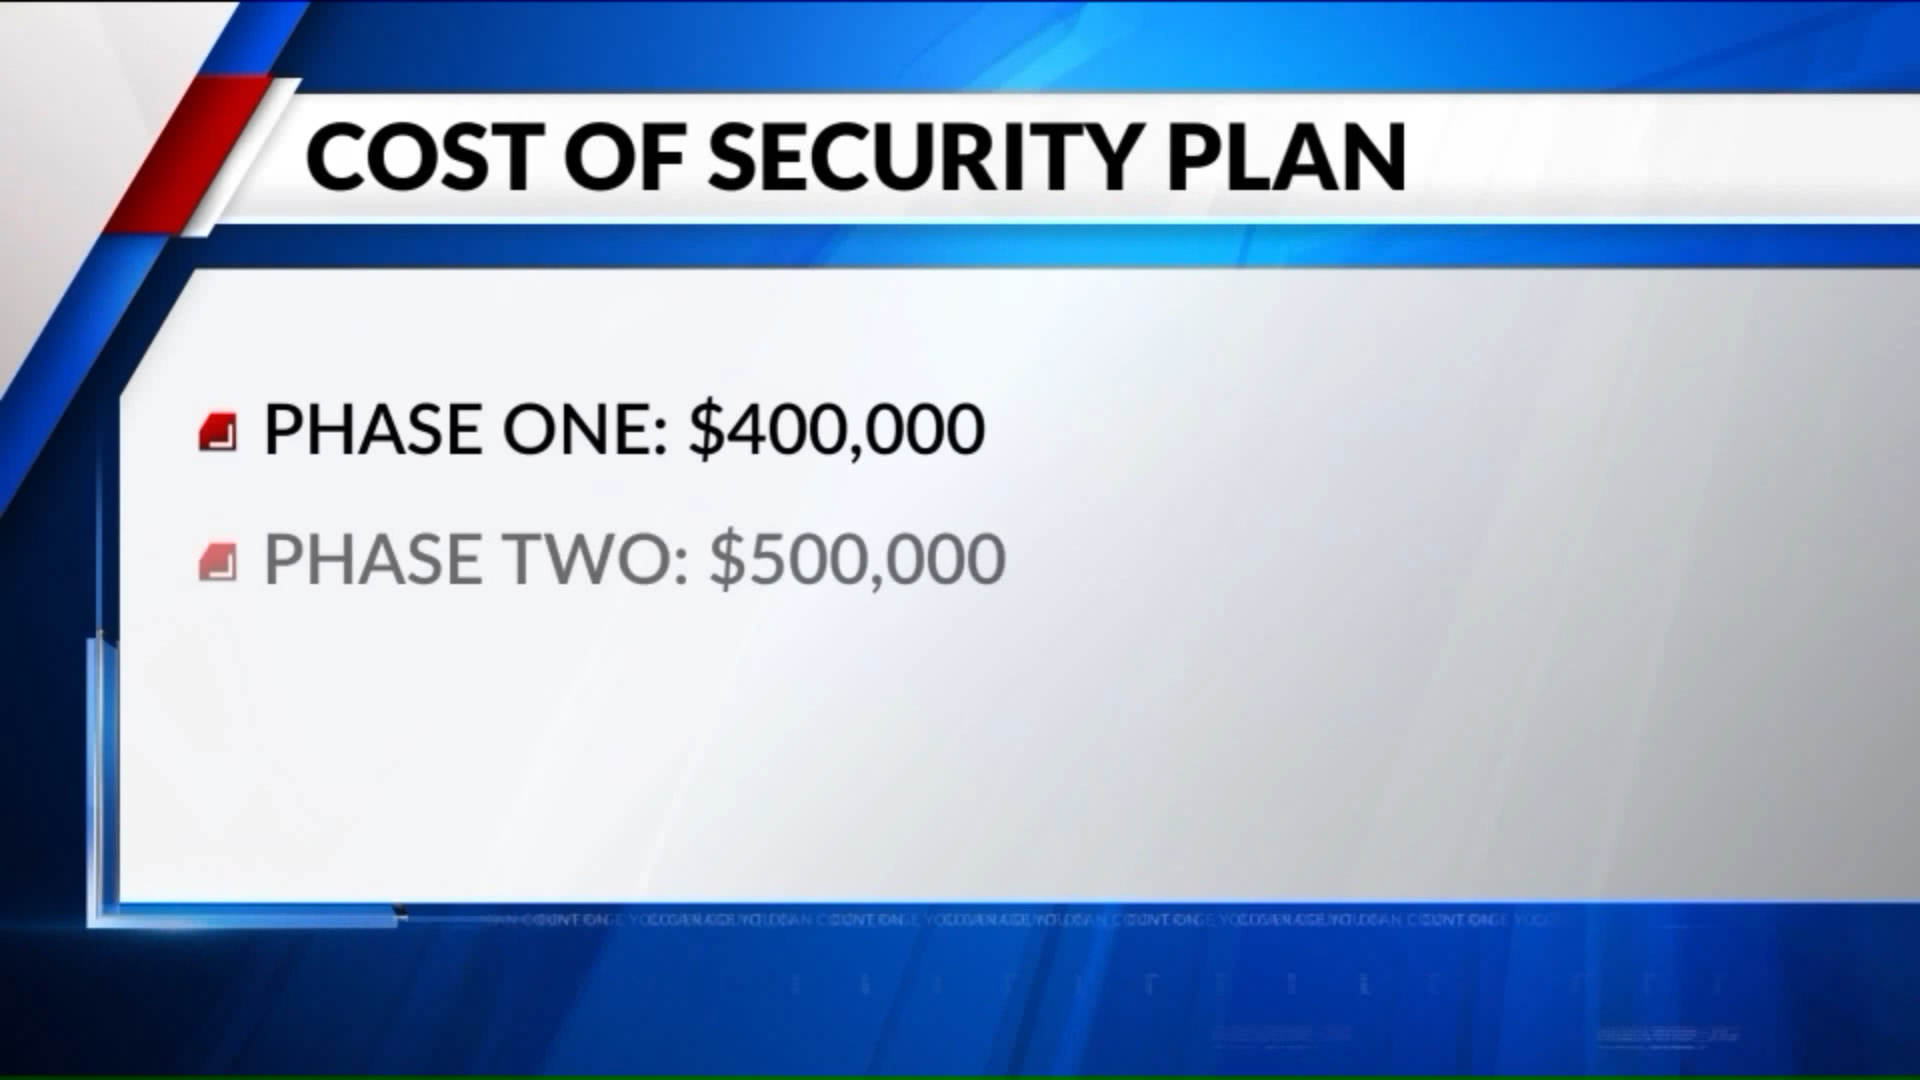 COST OF SECURITY PLAN
PHASE ONE: $400,000
PHASE TWO: $500,000